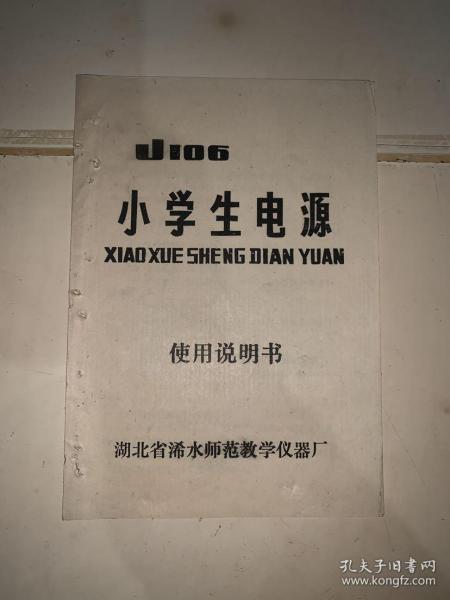 J106
小学生电源
XIAO XUE SHENG DIAN YUAN
使用说明书
湖北省浠水师范教学仪器厂
孔夫子旧书网
www.kongfz.com